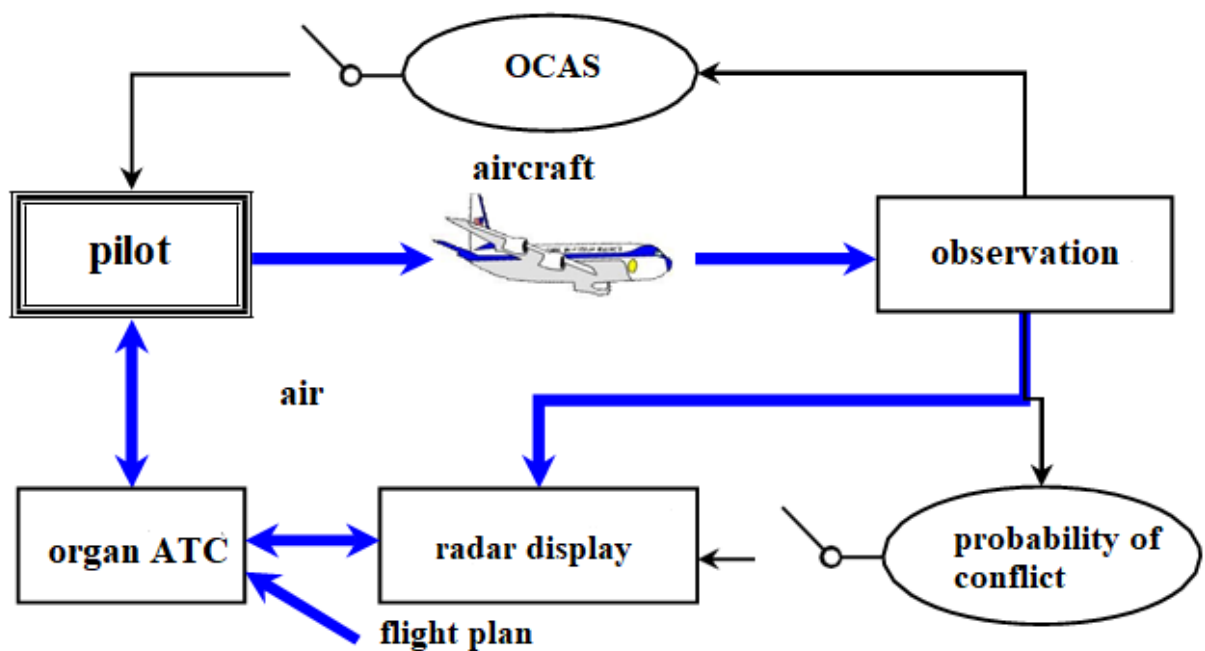 OCAS
aircraft
pilot
observation
air
organ ATC
radar display
probability of
conflict
flight plan